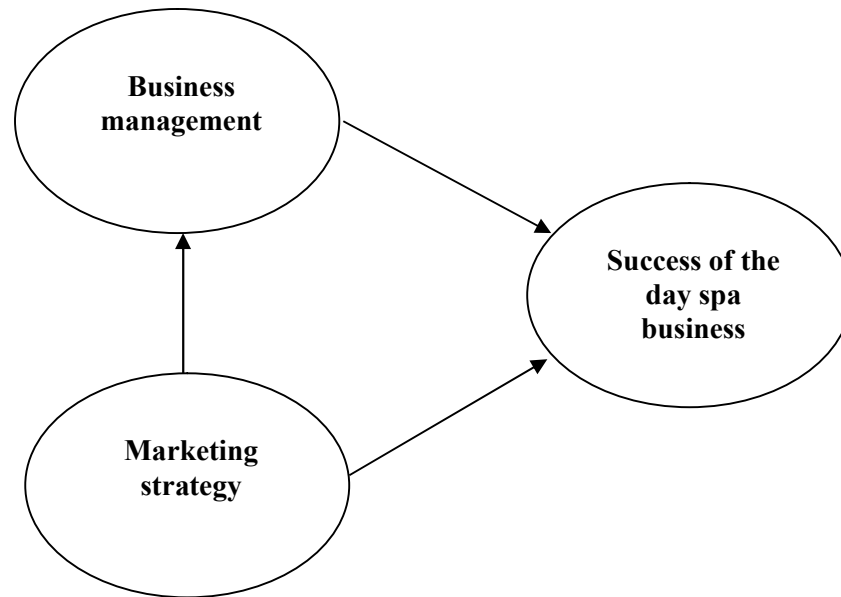 Business
management
Success of the
day spa
business
Marketing
strategy